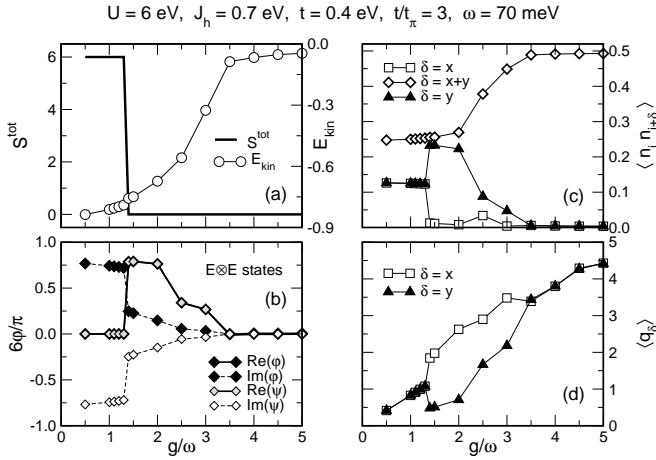 U = 6 eV, J_h = 0.7 eV, t = 0.4 eV, t/t_π = 3, ω = 70 meV
6
4
2
0
S^tot
S^tot
E_kin
(a)
0.0
-0.3
-0.6
-0.9
E_kin
1.0
0.5
0.0
-0.5
-1.0
6φ/π
E⊗E states
(b)
Re(φ)
Im(φ)
Re(ψ)
Im(ψ)
0 1 2 3 4 5
g/ω
δ = x
δ = x+y
δ = y
(c)
0.5
0.4
0.3
0.2
0.1
0.0
⟨ n_i n_{i+δ} ⟩
δ = x
δ = y
(d)
5
4
3
2
1
0
⟨q_δ⟩
0 1 2 3 4 5
g/ω